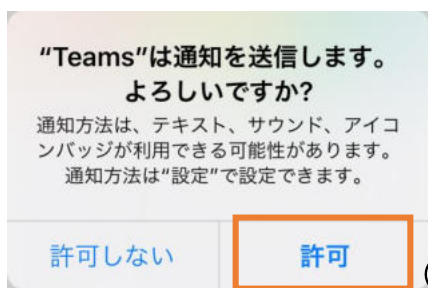 “Teams”は通知を送信します。
よろしいですか?
通知方法は、テキスト、サウンド、アイコ
ンバッジが利用できる可能性があります。
通知方法は“設定”で設定できます。
許可しない
許可